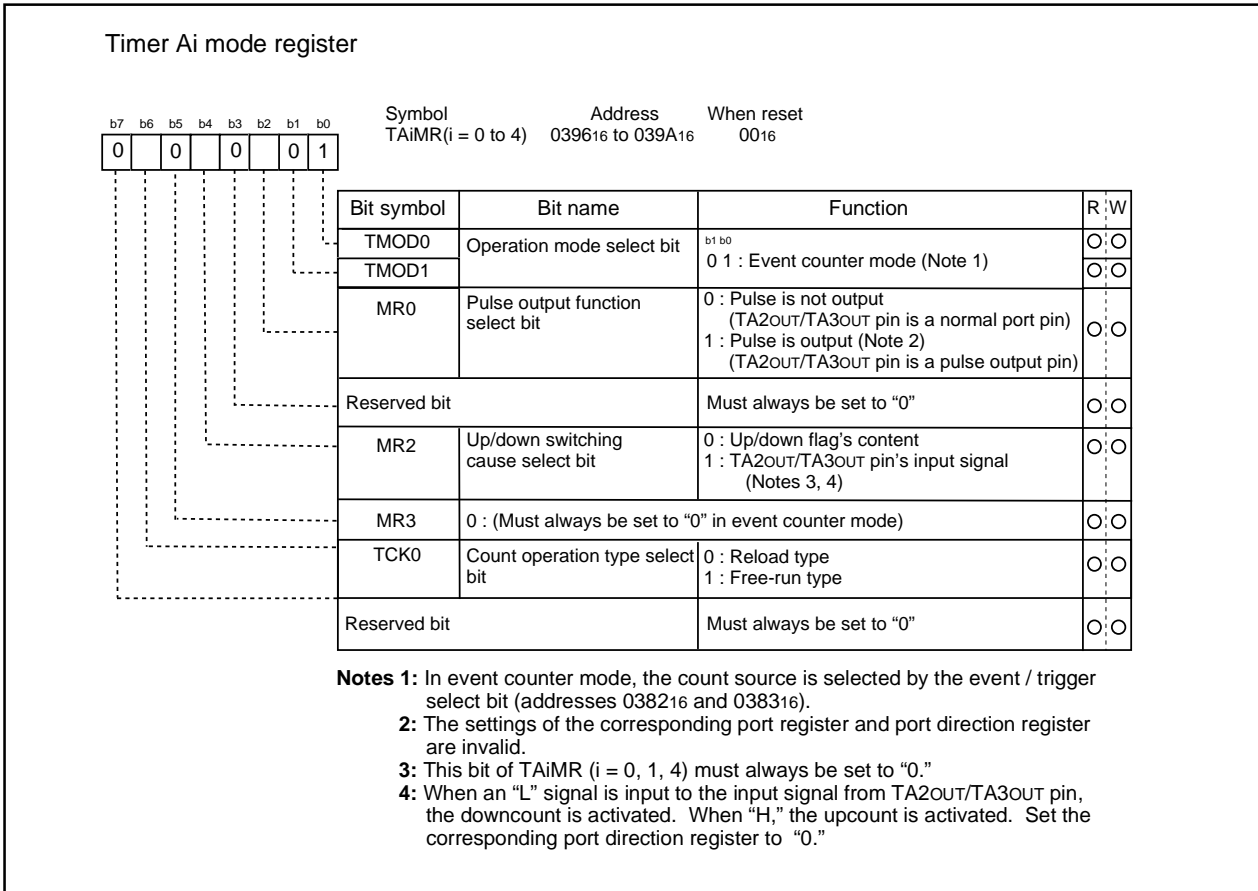 Timer Ai mode register
Symbol Address When reset
TAiMR(i = 0 to 4) 039616 to 039A16 0016
b7 b6 b5 b4 b3 b2 b1 b0
0 0 0 0 1
Bit symbol Bit name Function R W
TMOD0 Operation mode select bit b1 b0
0 1 : Event counter mode (Note 1)
TMOD1
MR0 Pulse output function 0 : Pulse is not output
select bit (TA2OUT/TA3OUT pin is a normal port pin)
1 : Pulse is output (Note 2)
(TA2OUT/TA3OUT pin is a pulse output pin)
Reserved bit Must always be set to “0”
MR2 Up/down switching 0 : Up/down flag’s content
cause select bit 1 : TA2OUT/TA3OUT pin’s input signal
(Notes 3, 4)
MR3 0 : (Must always be set to “0” in event counter mode)
TCK0 Count operation type select 0 : Reload type
bit 1 : Free-run type
Reserved bit Must always be set to “0”
Notes 1: In event counter mode, the count source is selected by the event / trigger
select bit (addresses 038216 and 038316).
2: The settings of the corresponding port register and port direction register
are invalid.
3: This bit of TAiMR (i = 0, 1, 4) must always be set to “0.”
4: When an “L” signal is input to the input signal from TA2OUT/TA3OUT pin,
the downcount is activated. When “H,” the upcount is activated. Set the
corresponding port direction register to “0.”